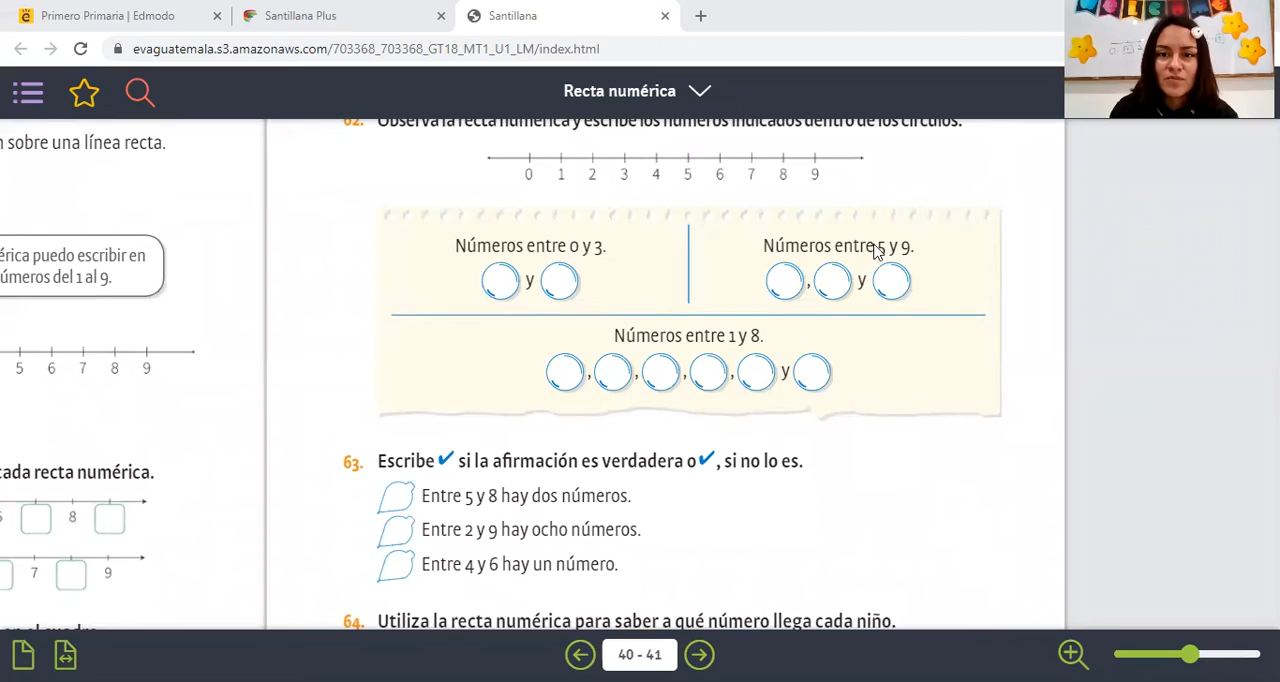 Primero Primaria | Edmodo
Santillana Plus
Santillana
evaguatemala.s3.amazonaws.com/703368_703368_GT18_MT1_U1_LM/index.html
Recta numérica
n sobre una línea recta.
érica puedo escribir en
úmeros del 1 al 9.
5 6 7 8 9
cada recta numérica.
8
7 9
62. Observa la recta numérica y escribe los números indicados dentro de los círculos.
0 1 2 3 4 5 6 7 8 9
Números entre 0 y 3.
y
Números entre 5 y 9.
, y
Números entre 1 y 8.
, , , , y
63. Escribe ✔ si la afirmación es verdadera o ✔, si no lo es.
Entre 5 y 8 hay dos números.
Entre 2 y 9 hay ocho números.
Entre 4 y 6 hay un número.
64. Utiliza la recta numérica para saber a qué número llega cada niño.
40 - 41